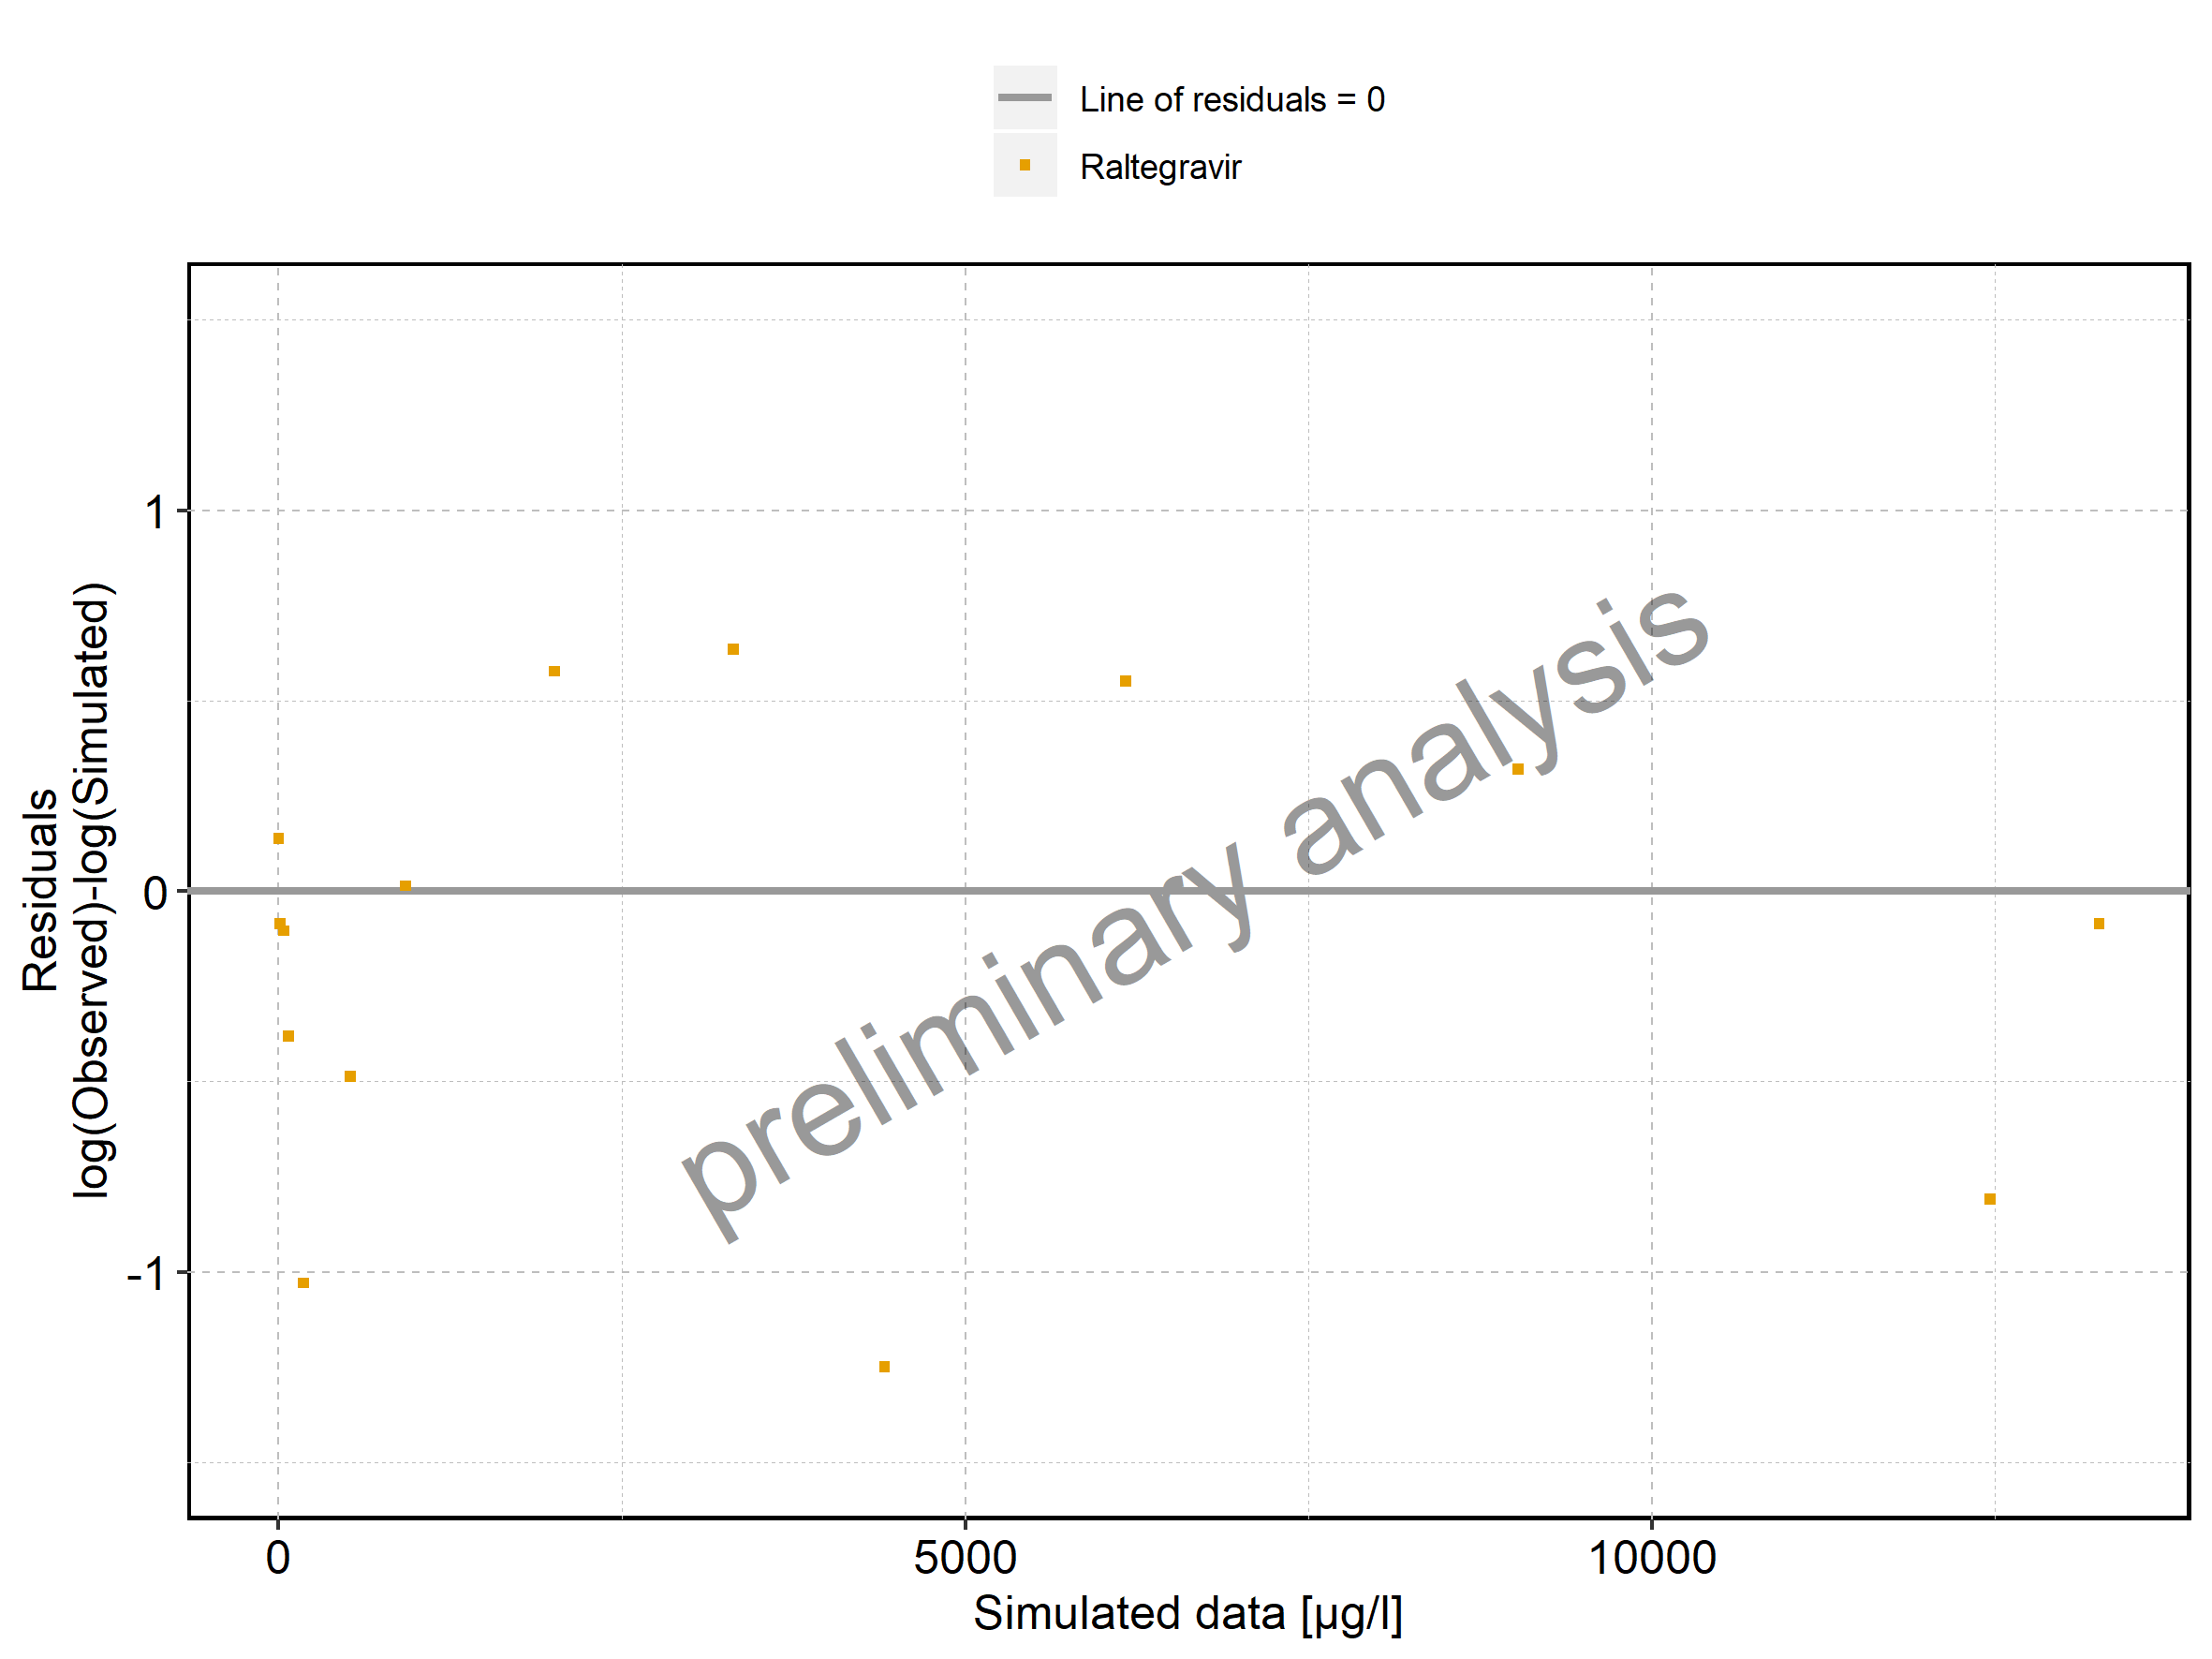 Line of residuals = 0
Raltegravir
1
0
-1
Residuals
log(Observed)-log(Simulated)
preliminary analysis
0
5000
10000
Simulated data [µg/l]